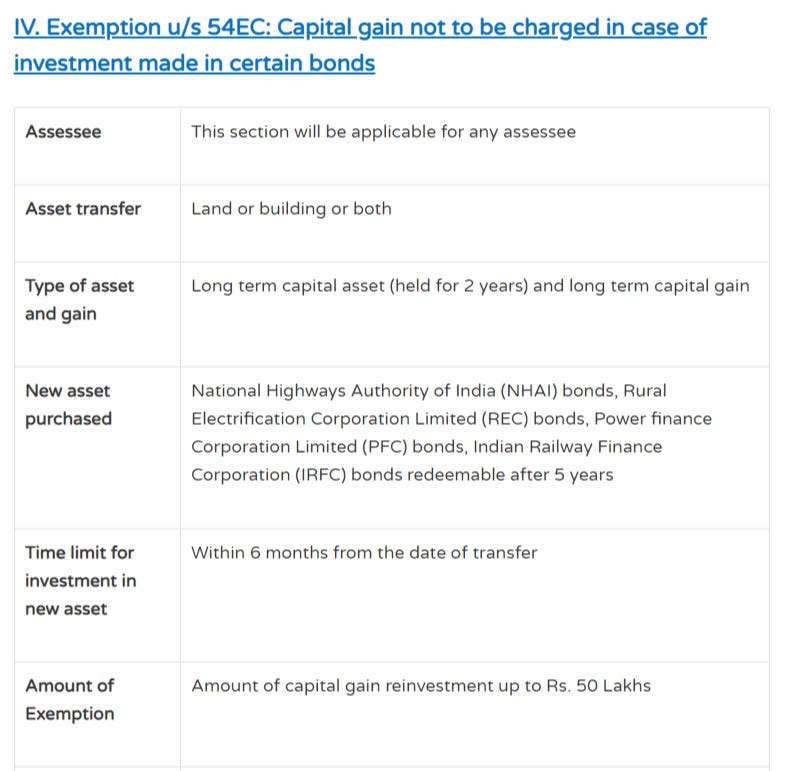 IV. Exemption u/s 54EC: Capital gain not to be charged in case of
investment made in certain bonds
Assessee
This section will be applicable for any assessee
Asset transfer
Land or building or both
Type of asset
and gain
Long term capital asset (held for 2 years) and long term capital gain
New asset
purchased
National Highways Authority of India (NHAI) bonds, Rural
Electrification Corporation Limited (REC) bonds, Power finance
Corporation Limited (PFC) bonds, Indian Railway Finance
Corporation (IRFC) bonds redeemable after 5 years
Time limit for
investment in
new asset
Within 6 months from the date of transfer
Amount of
Exemption
Amount of capital gain reinvestment up to Rs. 50 Lakhs